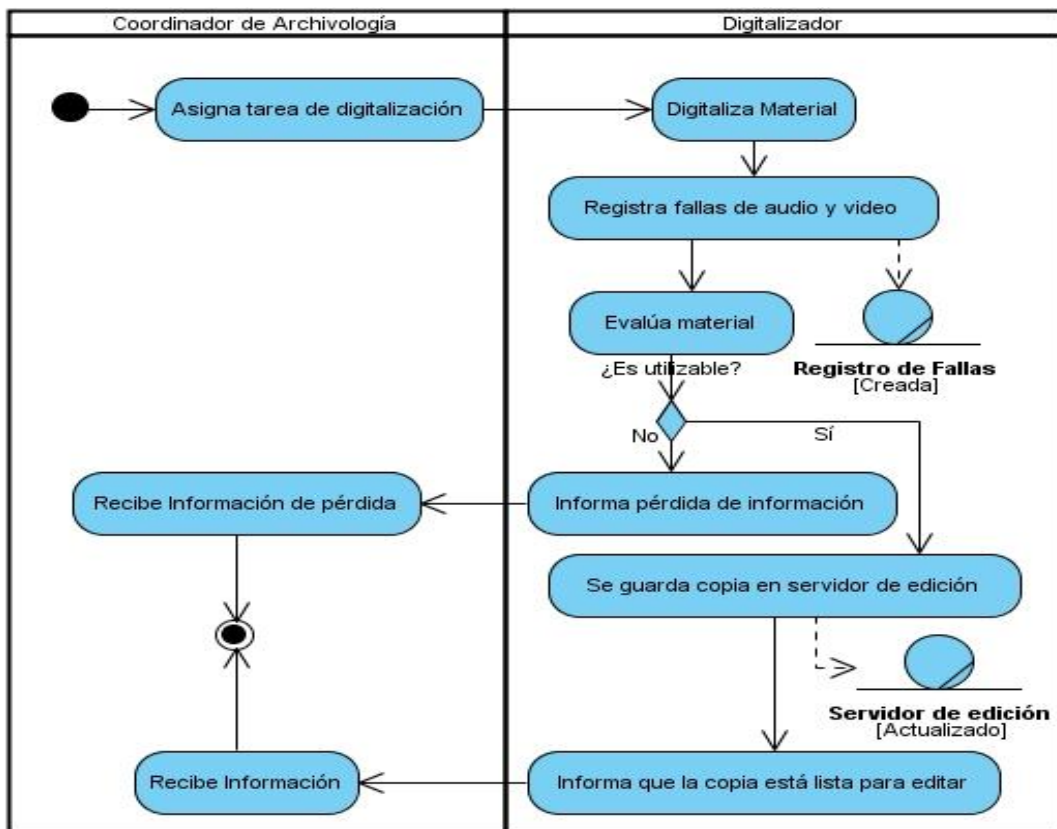 Coordinador de Archivología
Digitalizador
Asigna tarea de digitalización
Digitaliza Material
Registra fallas de audio y video
Evalúa material
¿Es utilizable?
Registro de Fallas
[Creada]
No
Sí
Recibe Información de pérdida
Informa pérdida de información
Se guarda copia en servidor de edición
Servidor de edición
[Actualizado]
Recibe Información
Informa que la copia está lista para editar